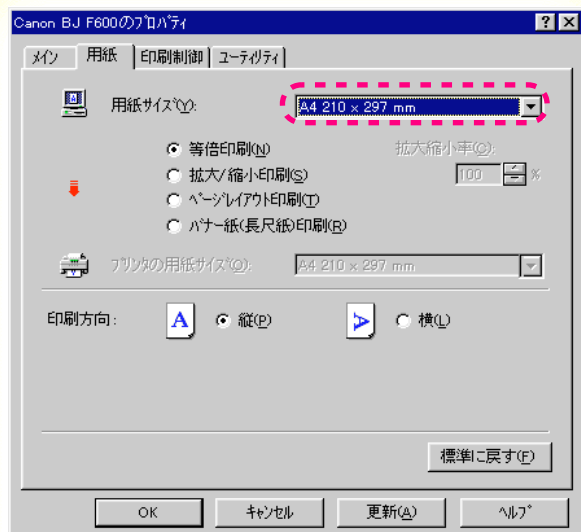 Canon BJ F600のﾌﾟﾛﾊﾟﾃｨ
ﾒｲﾝ 用紙 印刷制御 ﾕｰﾃｨﾘﾃｨ
用紙ｻｲｽﾞ(Y): A4 210 x 297 mm
等倍印刷(N) 拡大縮小率(C):
拡大/縮小印刷(S) 100 %
ﾍﾟｰｼﾞﾚｲｱｳﾄ印刷(T)
ﾊﾞﾅｰ紙(長尺紙)印刷(R)
ﾌﾟﾘﾝﾀの用紙ｻｲｽﾞ(O): A4 210 x 297 mm
印刷方向: A 縦(P) A 横(L)
標準に戻す(F)
OK ｷｬﾝｾﾙ 更新(A) ﾍﾙﾌﾟ